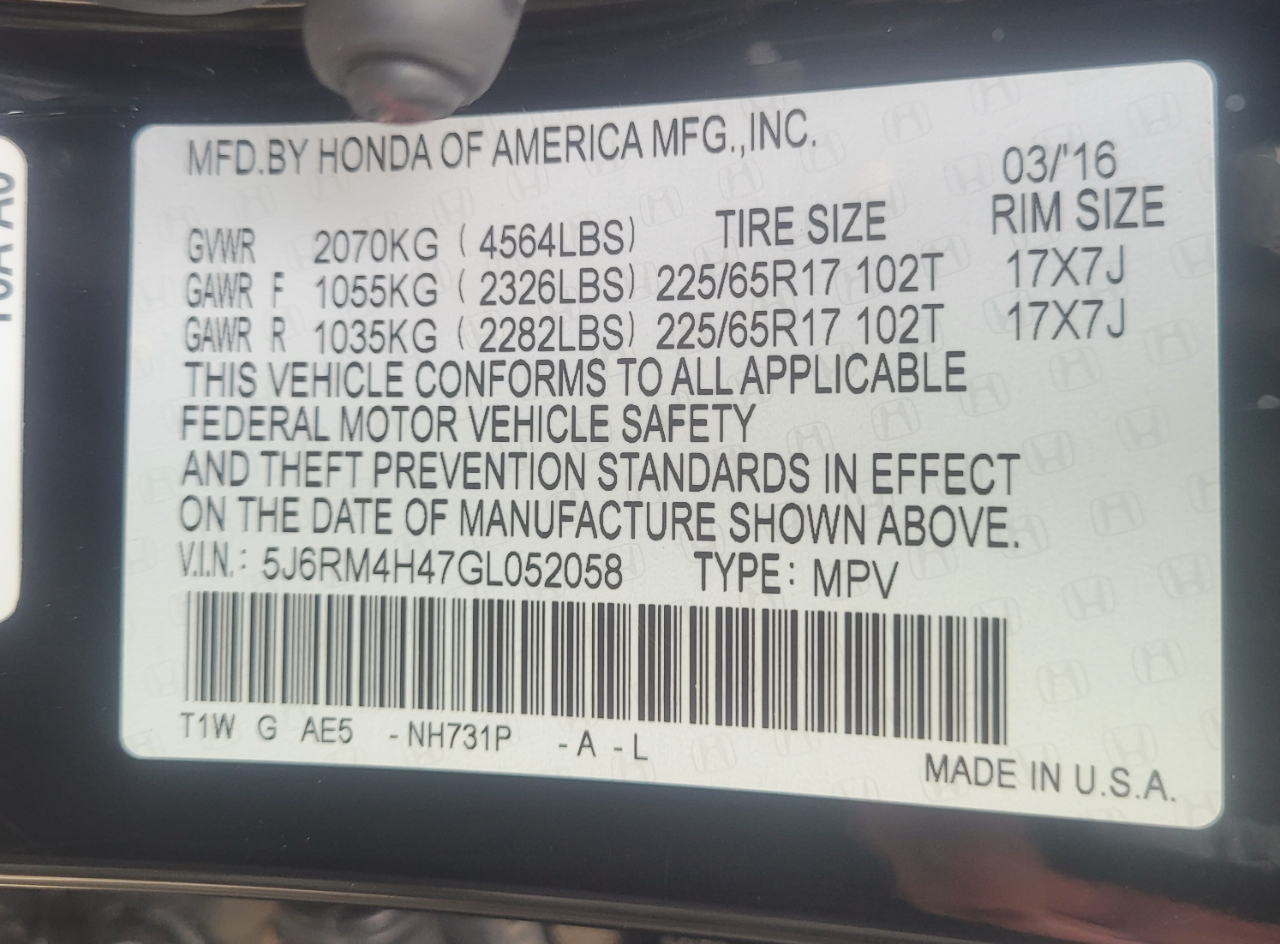 MFD.BY HONDA OF AMERICA MFG.,INC.
03/'16
GVWR 2070KG ( 4564LBS) TIRE SIZE RIM SIZE
GAWR F 1055KG ( 2326LBS) 225/65R17 102T 17X7J
GAWR R 1035KG ( 2282LBS) 225/65R17 102T 17X7J
THIS VEHICLE CONFORMS TO ALL APPLICABLE
FEDERAL MOTOR VEHICLE SAFETY
AND THEFT PREVENTION STANDARDS IN EFFECT
ON THE DATE OF MANUFACTURE SHOWN ABOVE.
V.I.N.: 5J6RM4H47GL052058 TYPE: MPV
T1W G AE5 -NH731P -A -L
MADE IN U.S.A.